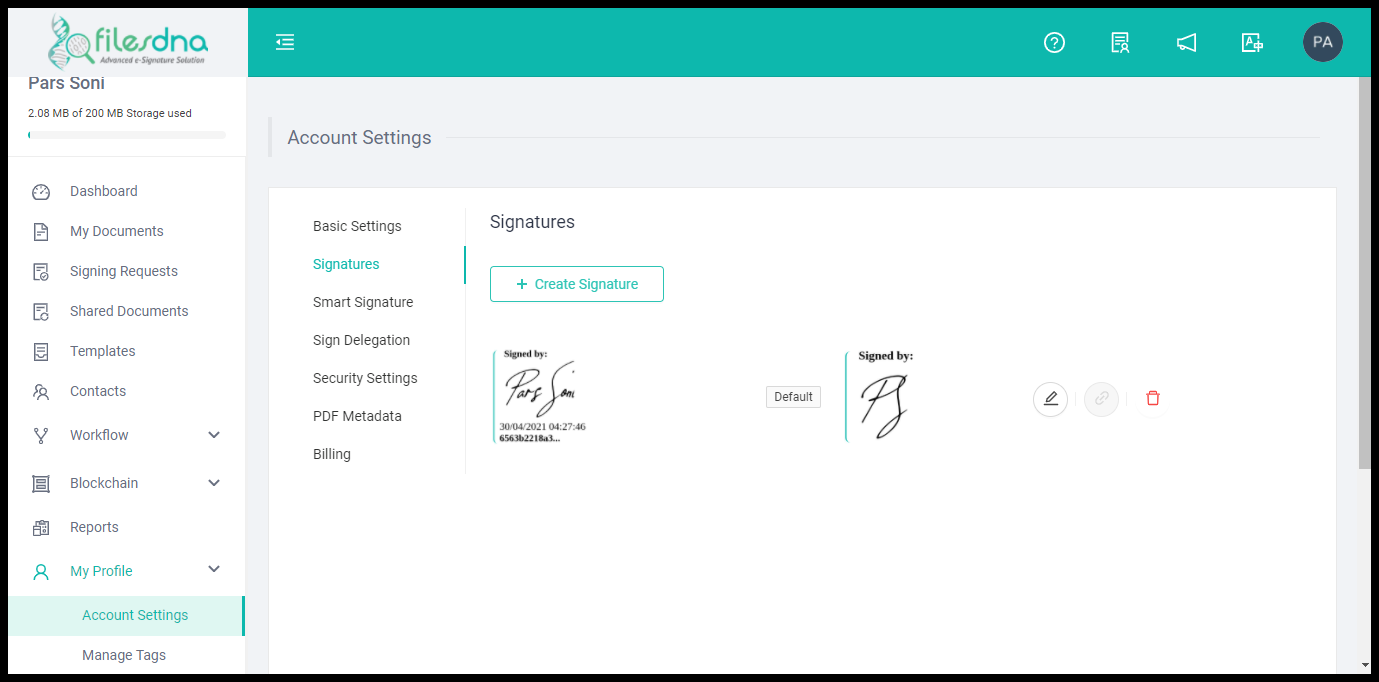 filesdna
Advanced e-Signature Solution
PA
Pars Soni
2.08 MB of 200 MB Storage used
Dashboard
My Documents
Signing Requests
Shared Documents
Templates
Contacts
Workflow
Blockchain
Reports
My Profile
Account Settings
Manage Tags
Account Settings
Basic Settings
Signatures
Smart Signature
Sign Delegation
Security Settings
PDF Metadata
Billing
Signatures
+ Create Signature
Signed by:
Pars Soni
30/04/2021 04:27:46
6563b2218a3...
Default
Signed by:
PS